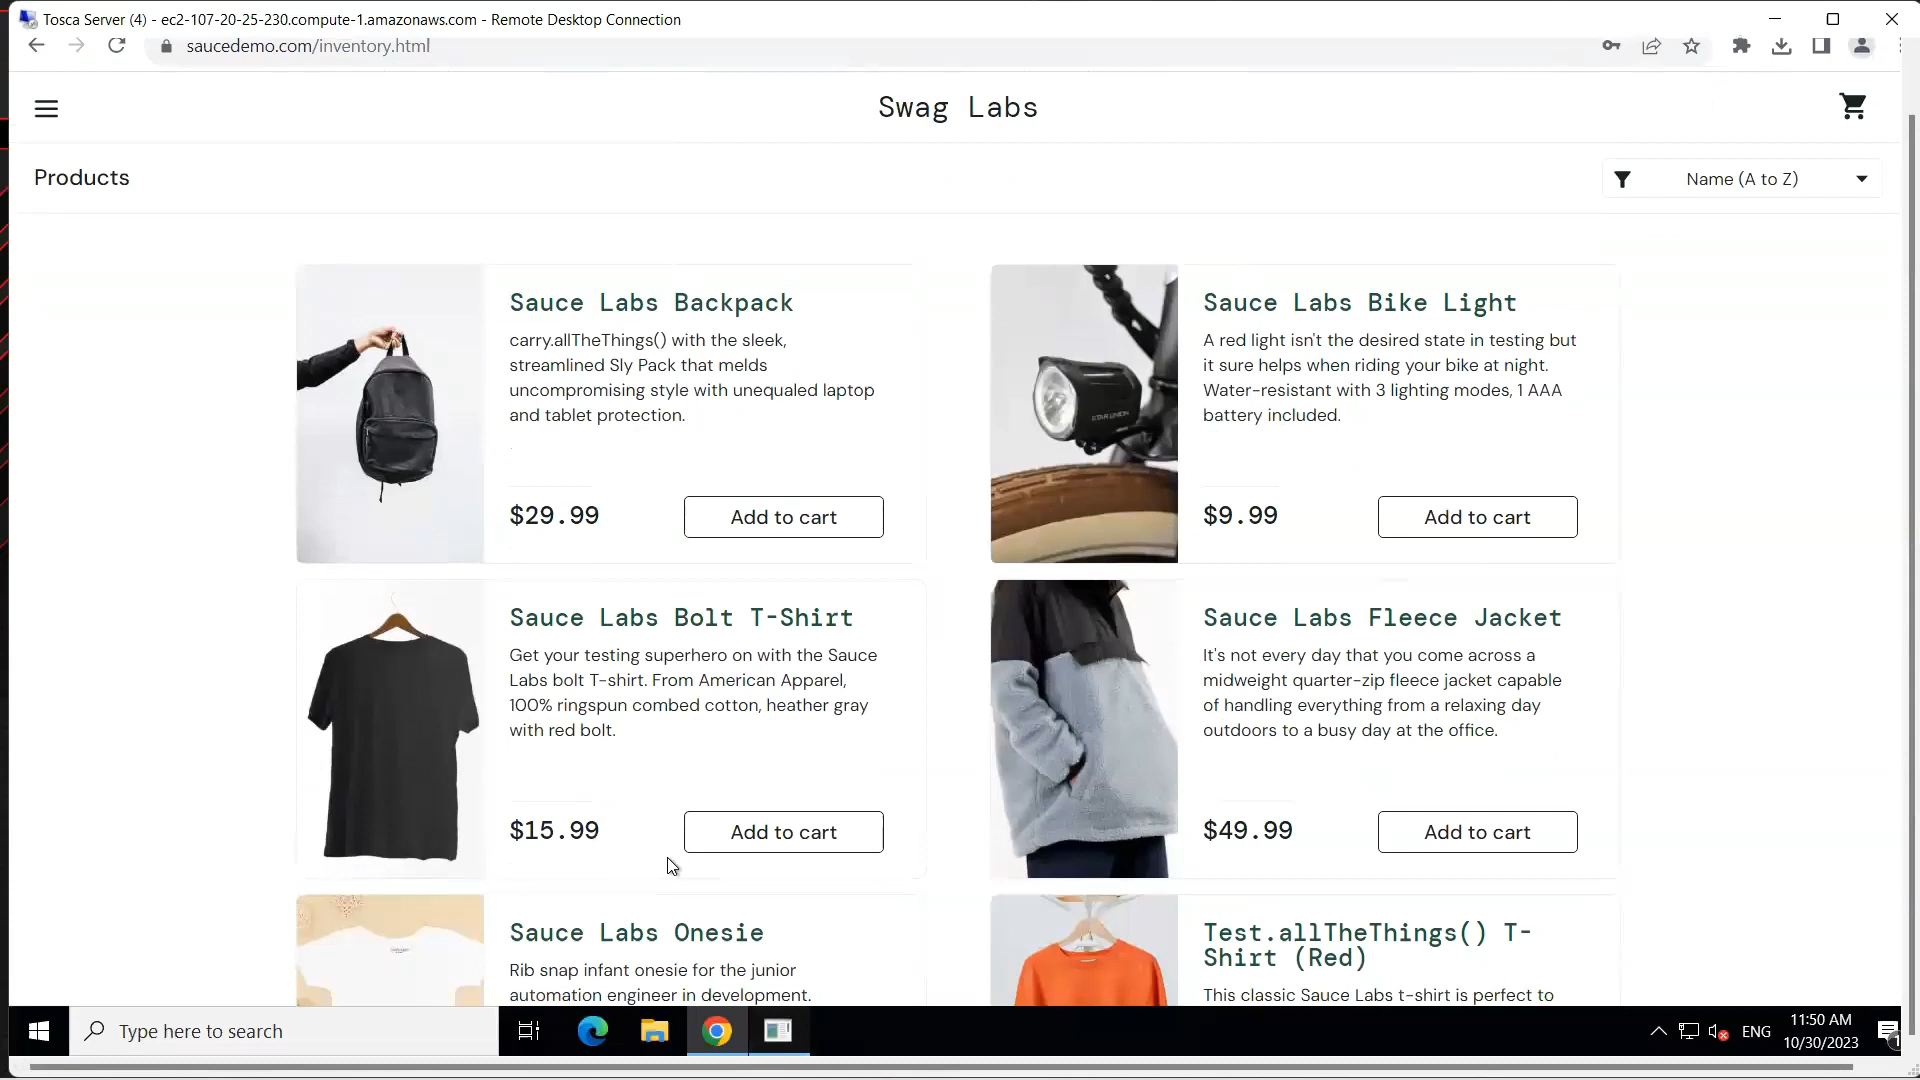 Tosca Server (4) - ec2-107-20-25-230.compute-1.amazonaws.com - Remote Desktop Connection
saucedemo.com/inventory.html
Swag Labs
Products
Name (A to Z)
Sauce Labs Backpack
carry.allTheThings() with the sleek,
streamlined Sly Pack that melds
uncompromising style with unequaled laptop
and tablet protection.
$29.99
Add to cart
Sauce Labs Bike Light
A red light isn't the desired state in testing but
it sure helps when riding your bike at night.
Water-resistant with 3 lighting modes, 1 AAA
battery included.
$9.99
Add to cart
Sauce Labs Bolt T-Shirt
Get your testing superhero on with the Sauce
Labs bolt T-shirt. From American Apparel,
100% ringspun combed cotton, heather gray
with red bolt.
$15.99
Add to cart
Sauce Labs Fleece Jacket
It's not every day that you come across a
midweight quarter-zip fleece jacket capable
of handling everything from a relaxing day
outdoors to a busy day at the office.
$49.99
Add to cart
Sauce Labs Onesie
Rib snap infant onesie for the junior
automation engineer in development.
Test.allTheThings() T-
Shirt (Red)
This classic Sauce Labs t-shirt is perfect to
Type here to search
ENG
11:50 AM
10/30/2023
1